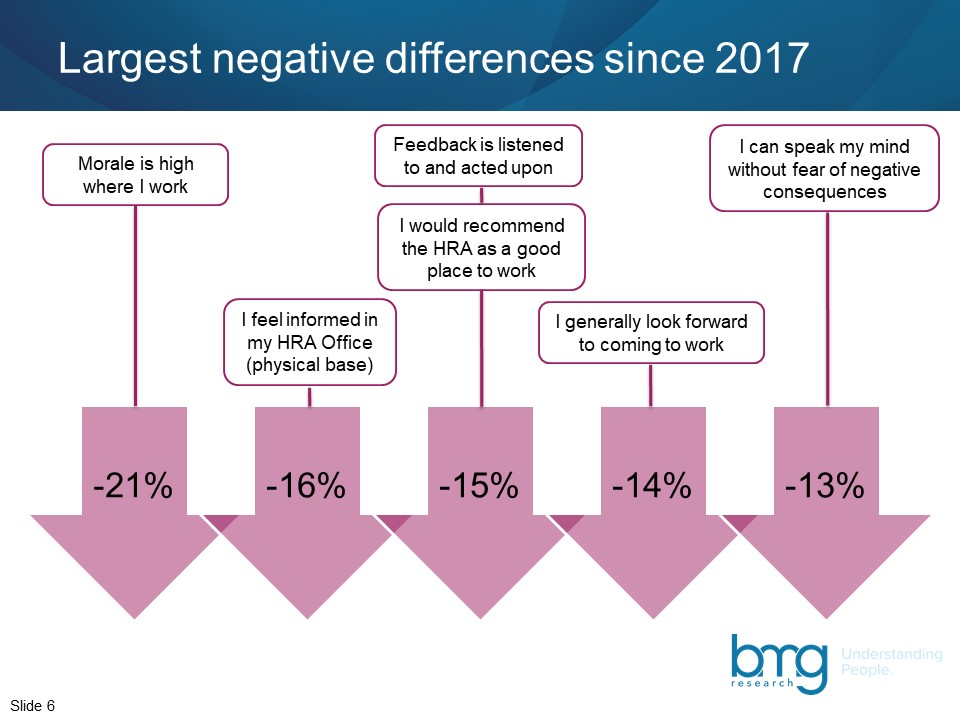 Largest negative differences since 2017
Morale is high
where I work
I feel informed in
my HRA Office
(physical base)
Feedback is listened
to and acted upon
I would recommend
the HRA as a good
place to work
I generally look forward
to coming to work
I can speak my mind
without fear of negative
consequences
-21%
-16%
-15%
-14%
-13%
bmg
research
Understanding
People.
Slide 6